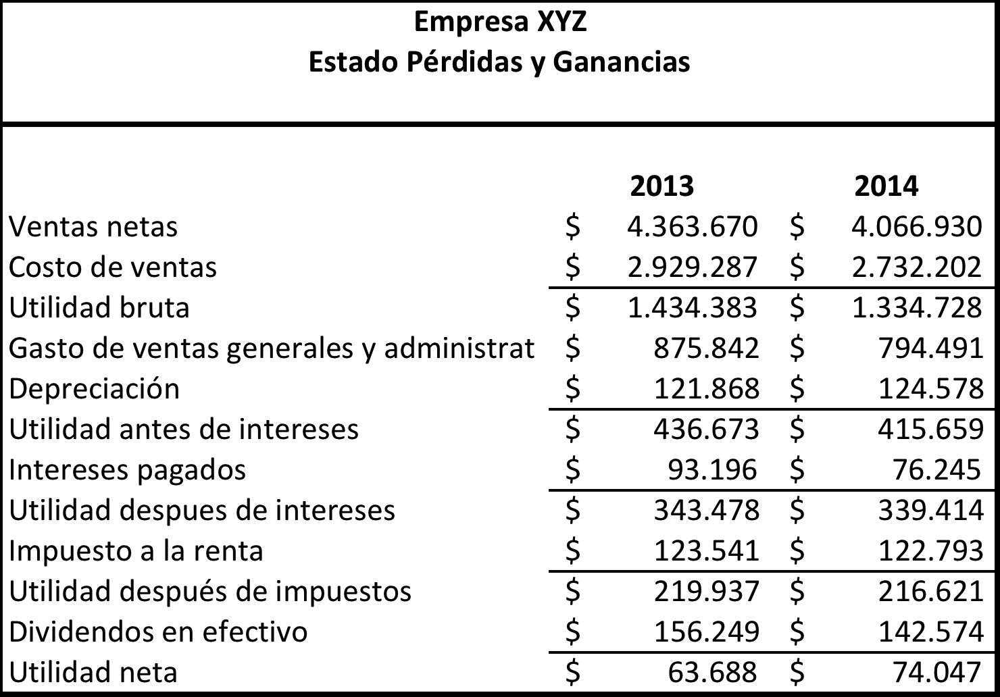 Empresa XYZ
Estado Pérdidas y Ganancias
2013 2014
Ventas netas $ 4.363.670 $ 4.066.930
Costo de ventas $ 2.929.287 $ 2.732.202
Utilidad bruta $ 1.434.383 $ 1.334.728
Gasto de ventas generales y administrat $ 875.842 $ 794.491
Depreciación $ 121.868 $ 124.578
Utilidad antes de intereses $ 436.673 $ 415.659
Intereses pagados $ 93.196 $ 76.245
Utilidad despues de intereses $ 343.478 $ 339.414
Impuesto a la renta $ 123.541 $ 122.793
Utilidad después de impuestos $ 219.937 $ 216.621
Dividendos en efectivo $ 156.249 $ 142.574
Utilidad neta $ 63.688 $ 74.047